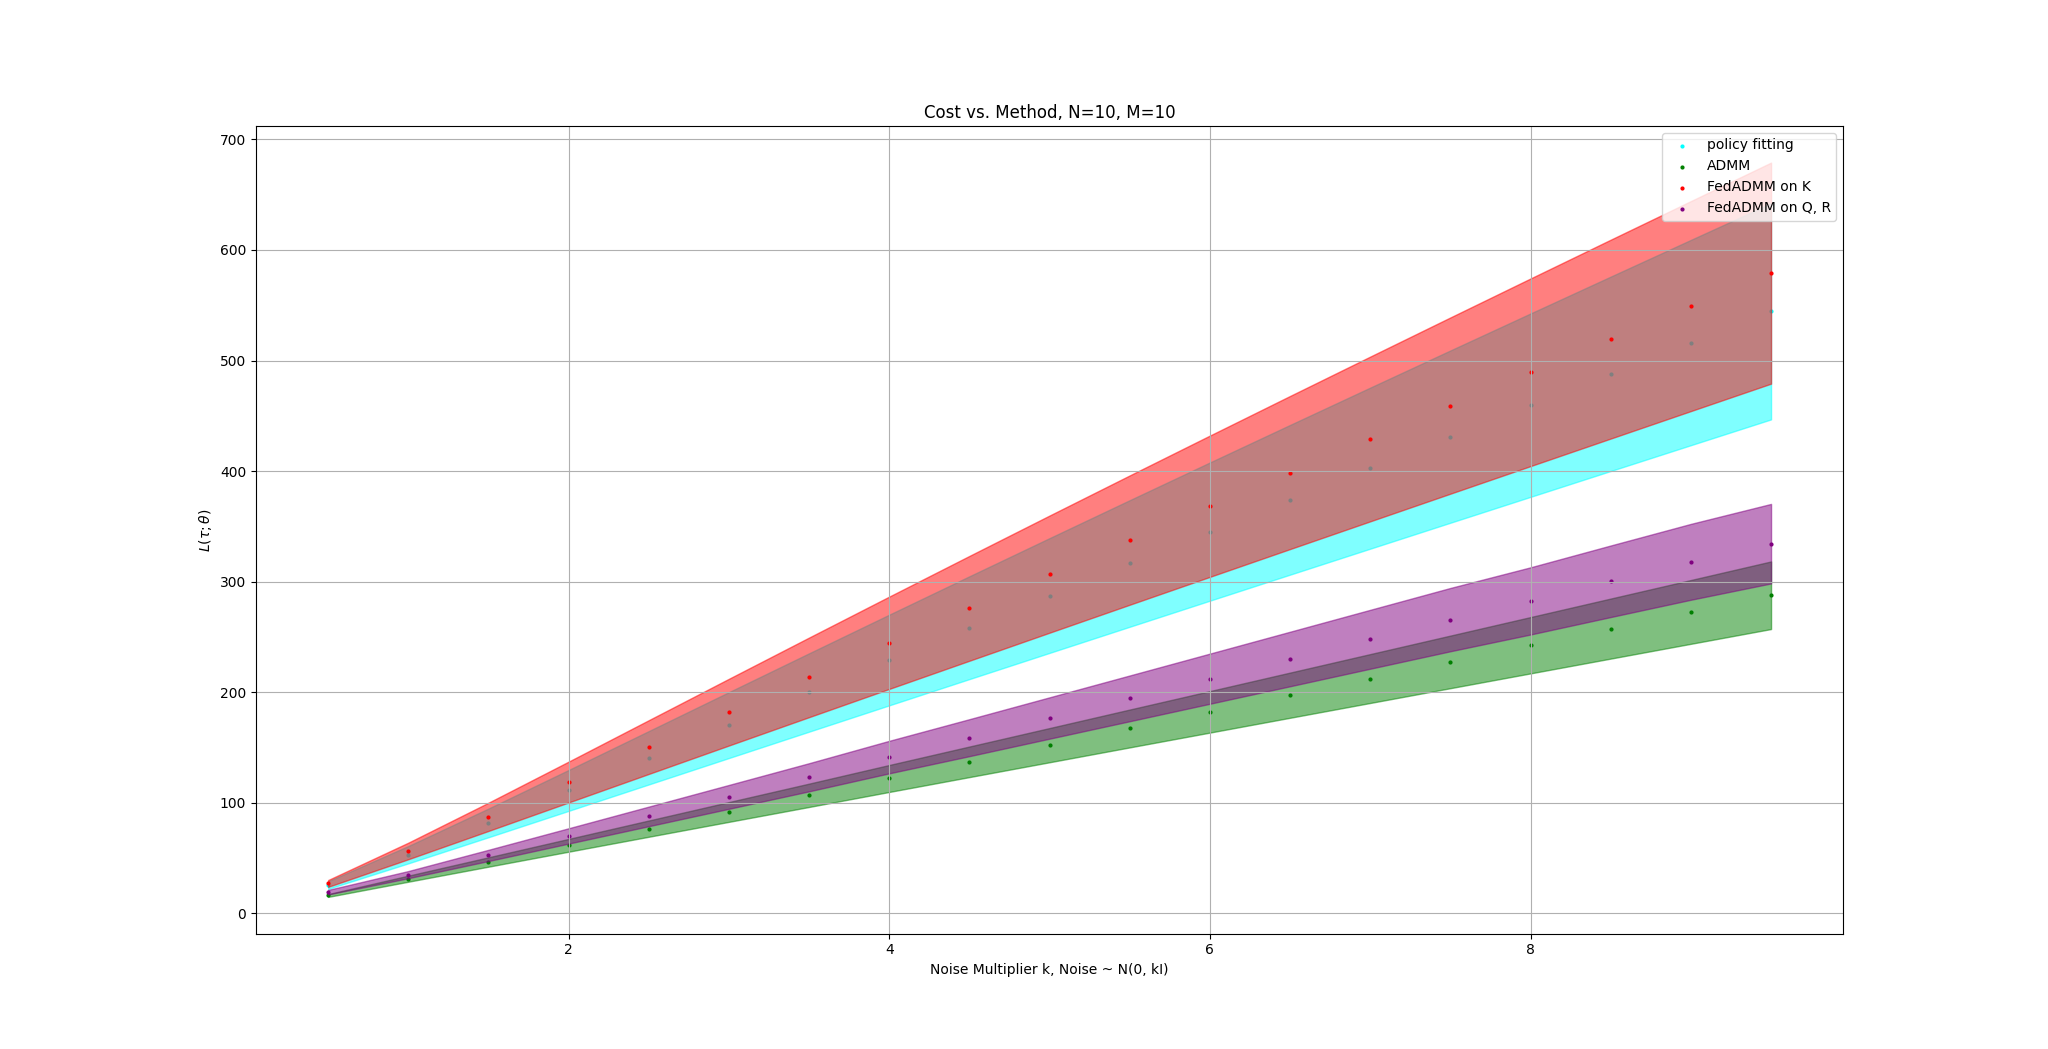 Cost vs. Method, N=10, M=10
700
600
500
400
300
200
100
0
L(τ; θ)
policy fitting
ADMM
FedADMM on K
FedADMM on Q, R
2
4
6
8
Noise Multiplier k, Noise ~ N(0, kI)